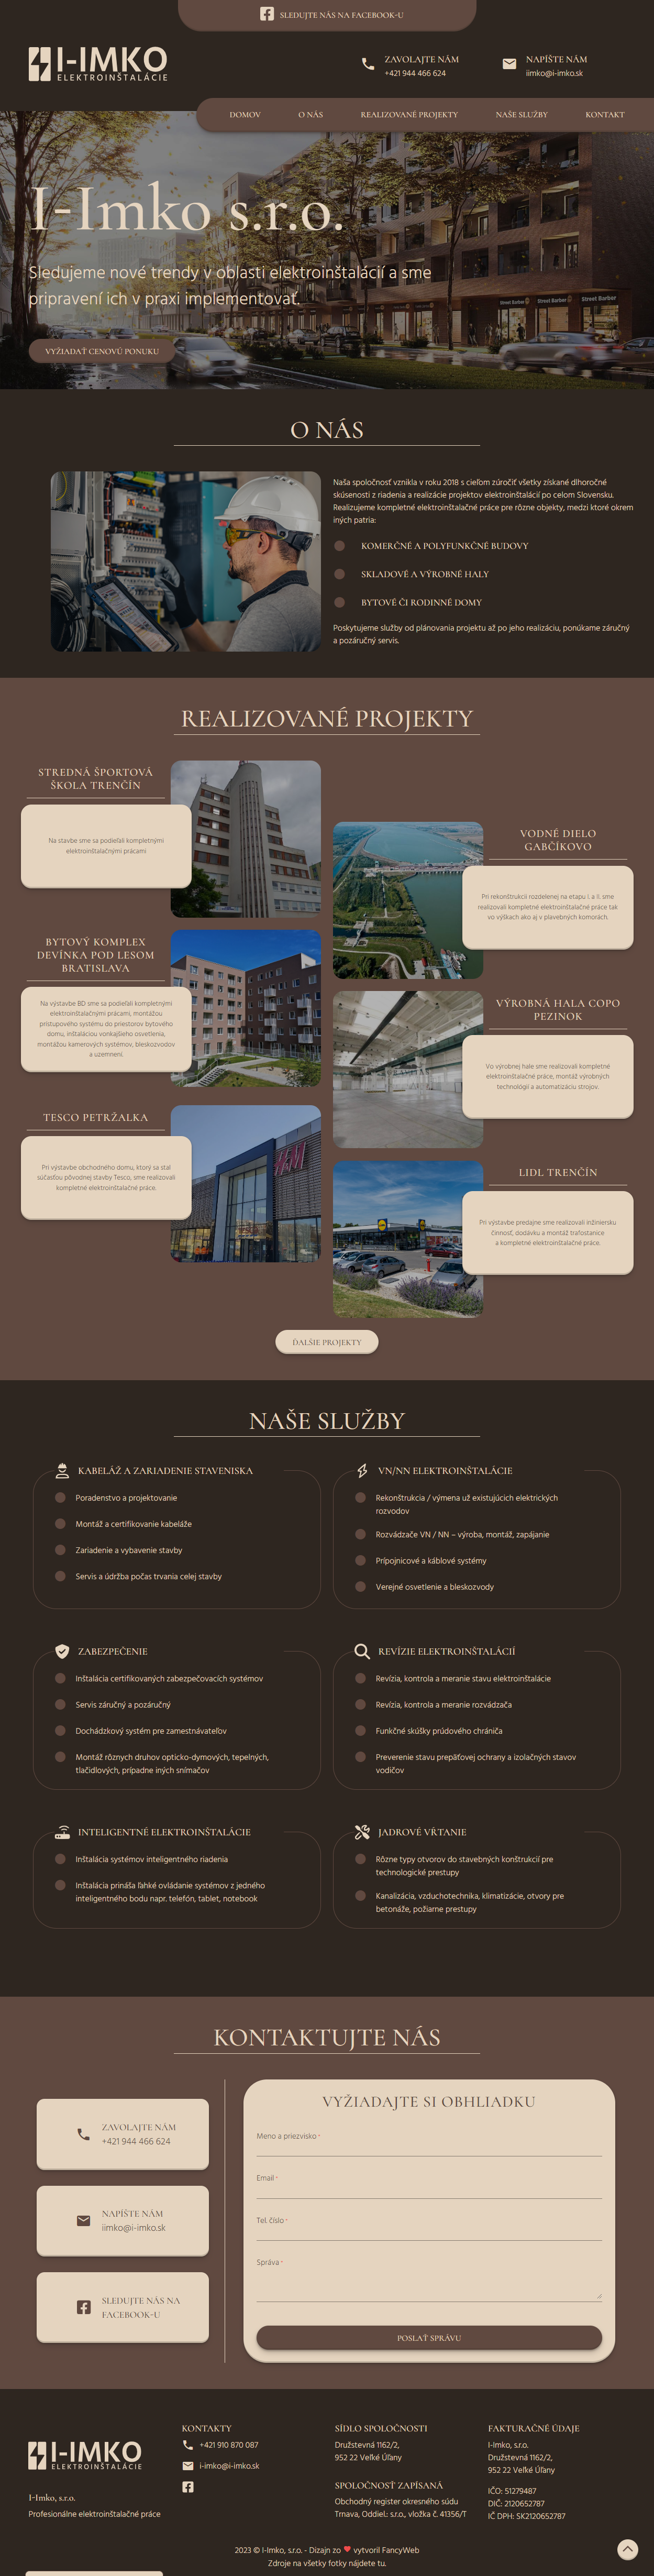 SLEDUJTE NÁS NA FACEBOOK-U
I-IMKO
ELEKTROINŠTALÁCIE
ZAVOLAJTE NÁM
+421 944 466 624
NAPÍŠTE NÁM
iimko@i-imko.sk
DOMOV
O NÁS
REALIZOVANÉ PROJEKTY
NAŠE SLUŽBY
KONTAKT
I-Imko s.r.o.
Sledujeme nové trendy v oblasti elektroinštalácií a sme
pripravení ich v praxi implementovať.
Street Barber
Street Barber
Street Barber
VYŽIADAŤ CENOVÚ PONUKU
O NÁS
Naša spoločnosť vznikla v roku 2018 s cieľom zúročiť všetky získané dlhoročné
skúsenosti z riadenia a realizácie projektov elektroinštalácií po celom Slovensku.
Realizujeme kompletné elektroinštalačné práce pre rôzne objekty, medzi ktoré okrem
iných patria:
KOMERČNÉ A POLYFUNKČNÉ BUDOVY
SKLADOVÉ A VÝROBNÉ HALY
BYTOVÉ ČI RODINNÉ DOMY
Poskytujeme služby od plánovania projektu až po jeho realizáciu, ponúkame záručný
a pozáručný servis.
REALIZOVANÉ PROJEKTY
STREDNÁ ŠPORTOVÁ
ŠKOLA TRENČÍN
Na stavbe sme sa podieľali kompletnými
elektroinštalačnými prácami
VODNÉ DIELO
GABČÍKOVO
Pri rekonštrukcii rozdelenej na etapu I. a II. sme
realizovali kompletné elektroinštalačné práce tak
vo výškach ako aj v plavebných komorách.
BYTOVÝ KOMPLEX
DEVÍNKA POD LESOM
BRATISLAVA
Na výstavbe BD sme sa podieľali kompletnými
elektroinštalačnými prácami, montážou
prístupového systému do priestorov bytového
domu, inštaláciou vonkajšieho osvetlenia,
montážou kamerových systémov, bleskozvodov
a uzemnení.
VÝROBNÁ HALA COPO
PEZINOK
Vo výrobnej hale sme realizovali kompletné
elektroinštalačné práce, montáž výrobných
technológií a automatizáciu strojov.
TESCO PETRŽALKA
Pri výstavbe obchodného domu, ktorý sa stal
súčasťou pôvodnej stavby Tesco, sme realizovali
kompletné elektroinštalačné práce.
H&M
LIDL TRENČÍN
Pri výstavbe predajne sme realizovali inžiniersku
činnosť, dodávku a montáž trafostanice
a kompletné elektroinštalačné práce.
ĎALŠIE PROJEKTY
NAŠE SLUŽBY
KABELÁŽ A ZARIADENIE STAVENISKA
Poradenstvo a projektovanie
Montáž a certifikovanie kabeláže
Zariadenie a vybavenie stavby
Servis a údržba počas trvania celej stavby
VN/NN ELEKTROINŠTALÁCIE
Rekonštrukcia / výmena už existujúcich elektrických
rozvodov
Rozvádzače VN / NN – výroba, montáž, zapájanie
Prípojnicové a káblové systémy
Verejné osvetlenie a bleskozvody
ZABEZPEČENIE
Inštalácia certifikovaných zabezpečovacích systémov
Servis záručný a pozáručný
Dochádzkový systém pre zamestnávateľov
Montáž rôznych druhov opticko-dymových, tepelných,
tlačidlových, prípadne iných snímačov
REVÍZIE ELEKTROINŠTALÁCIÍ
Revízia, kontrola a meranie stavu elektroinštalácie
Revízia, kontrola a meranie rozvádzača
Funkčné skúšky prúdového chrániča
Preverenie stavu prepäťovej ochrany a izolačných stavov
vodičov
INTELIGENTNÉ ELEKTROINŠTALÁCIE
Inštalácia systémov inteligentného riadenia
Inštalácia prináša ľahké ovládanie systémov z jedného
inteligentného bodu napr. telefón, tablet, notebook
JADROVÉ VŔTANIE
Rôzne typy otvorov do stavebných konštrukcií pre
technologické prestupy
Kanalizácia, vzduchotechnika, klimatizácie, otvory pre
betonáže, požiarne prestupy
KONTAKTUJTE NÁS
ZAVOLAJTE NÁM
+421 944 466 624
NAPÍŠTE NÁM
iimko@i-imko.sk
SLEDUJTE NÁS NA
FACEBOOK-U
VYŽIADAJTE SI OBHLIADKU
Meno a priezvisko *
Email *
Tel. číslo *
Správa *
POSLAŤ SPRÁVU
I-IMKO
ELEKTROINŠTALÁCIE
I-Imko, s.r.o.
Profesionálne elektroinštalačné práce
KONTAKTY
+421 910 870 087
i-imko@i-imko.sk
SÍDLO SPOLOČNOSTI
Družstevná 1162/2,
952 22 Veľké Úľany
SPOLOČNOSŤ ZAPÍSANÁ
Obchodný register okresného súdu
Trnava, Oddiel.: s.r.o., vložka č. 41356/T
FAKTURAČNÉ ÚDAJE
I-Imko, s.r.o.
Družstevná 1162/2,
952 22 Veľké Úľany
IČO: 51279487
DIČ: 2120652787
IČ DPH: SK2120652787
2023 © I-Imko, s.r.o. - Dizajn zo ❤ vytvoril FancyWeb
Zdroje na všetky fotky nájdete tu.